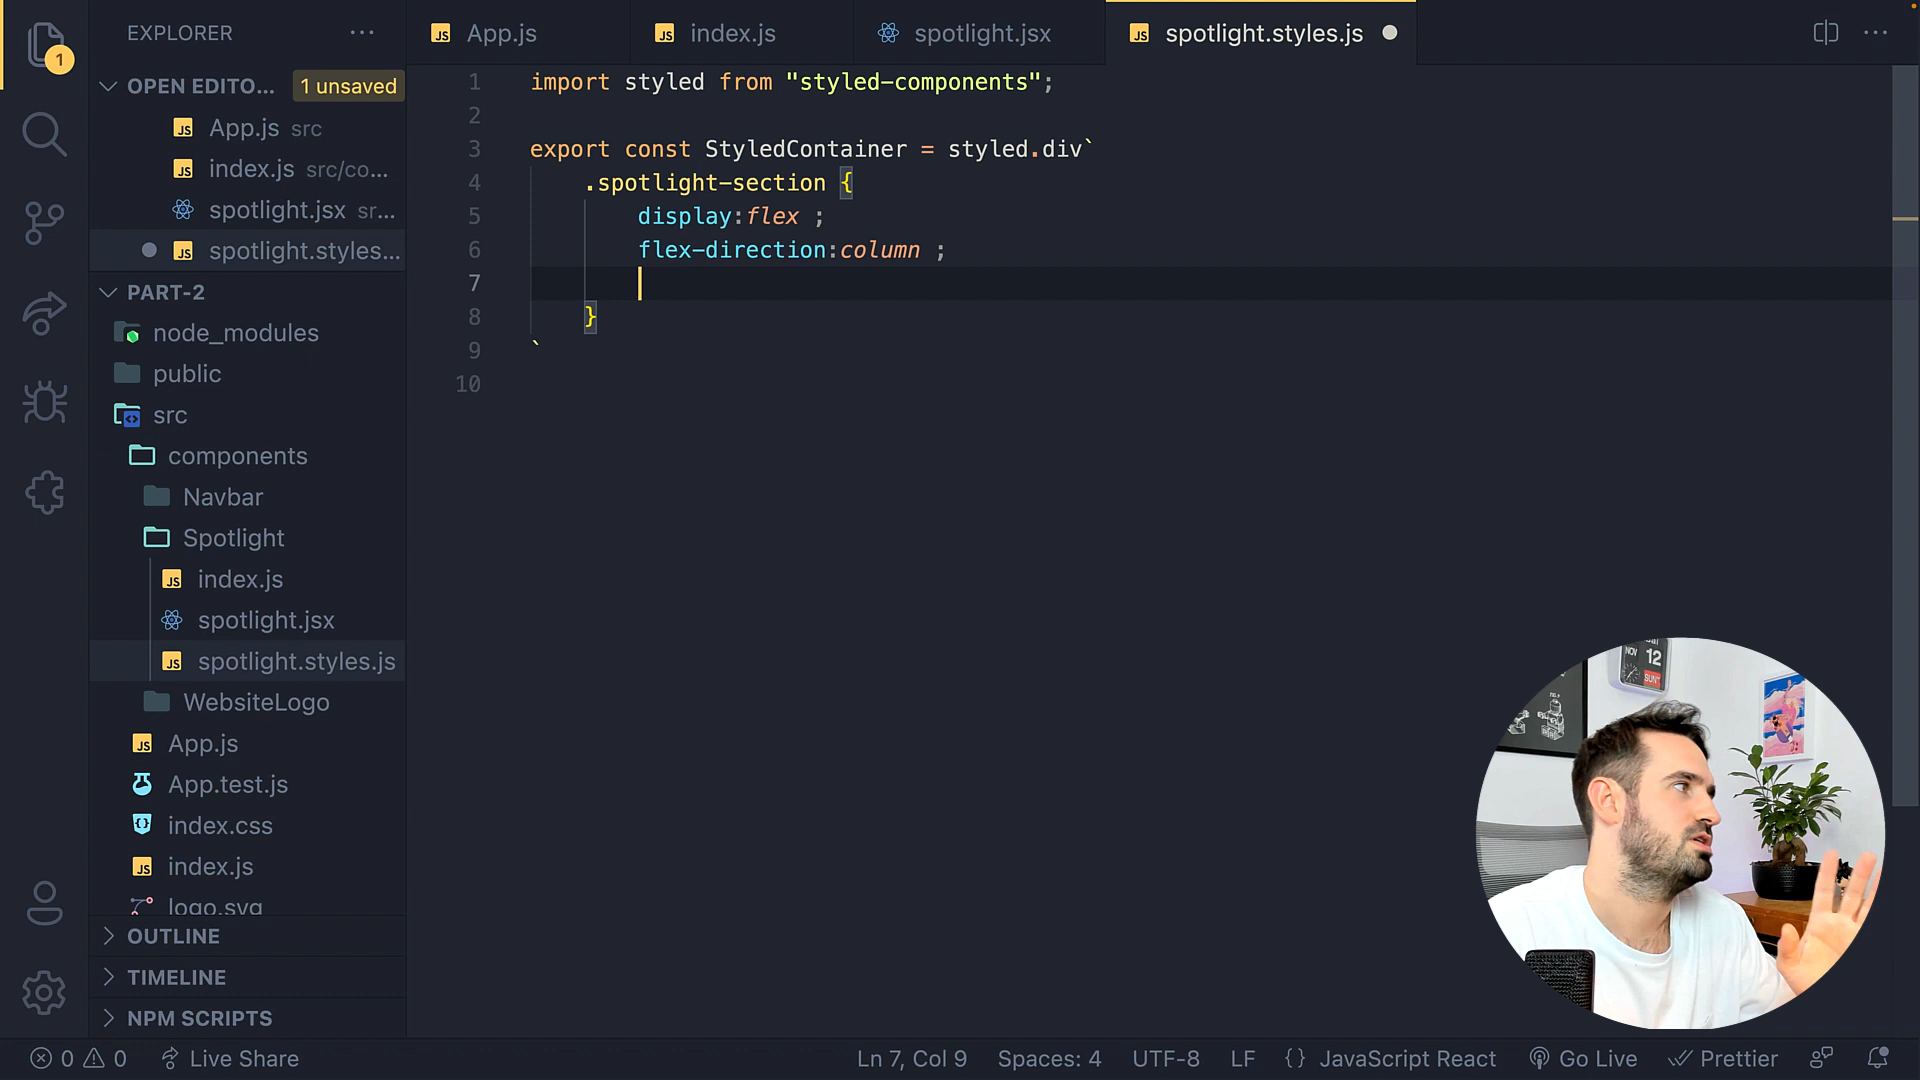 EXPLORER
App.js
index.js
spotlight.jsx
spotlight.styles.js
1
OPEN EDITO... 1 unsaved
App.js src
index.js src/co...
spotlight.jsx sr...
spotlight.styles...
PART-2
node_modules
public
src
components
Navbar
Spotlight
index.js
spotlight.jsx
spotlight.styles.js
WebsiteLogo
App.js
App.test.js
index.css
index.js
logo.svg
OUTLINE
TIMELINE
NPM SCRIPTS
1 import styled from "styled-components";
2
3 export const StyledContainer = styled.div`
4 .spotlight-section {
5 display:flex ;
6 flex-direction:column ;
7
8 }
9 `
10
NOV 12
SUN
0 0 Live Share
Ln 7, Col 9 Spaces: 4 UTF-8 LF {} JavaScript React Go Live Prettier